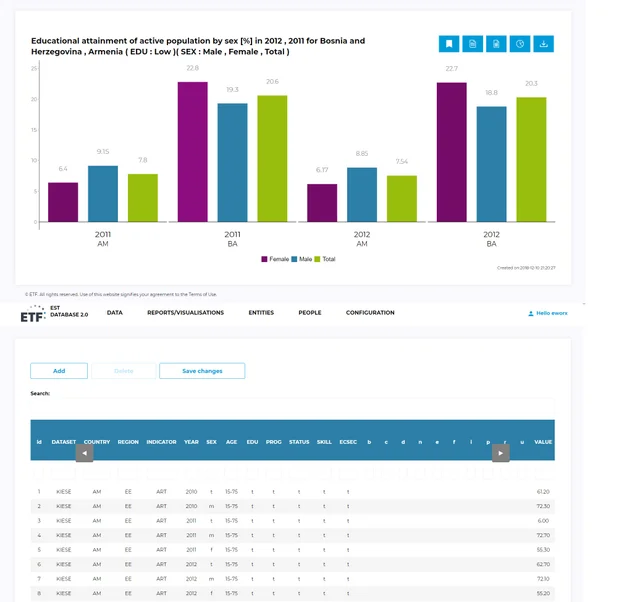 Educational attainment of active population by sex [%] in 2012 , 2011 for Bosnia and
Herzegovina , Armenia ( EDU : Low )( SEX : Male , Female , Total )
25
20
15
10
5
0
6.4 9.15 7.8 22.8 19.3 20.6 6.17 8.85 7.54 22.7 18.8 20.3
2011 2011 2012 2012
AM BA AM BA
Female Male Total
Created on 2018-12-10 01:20:27
© ETF. All rights reserved. Use of this website signifies your agreement to the Terms of Use.
ETF EST
DATABASE 2.0 DATA REPORTS/VISUALISATIONS ENTITIES PEOPLE CONFIGURATION Hello eworx
Add Delete Save changes
Search:
Id DATASET COUNTRY REGION INDICATOR YEAR SEX AGE EDU PROG STATUS SKILL ECSEC b c d n e f l p r u VALUE
1 KIESE AM EE ART 2010 t 15-75 t t t t t 61.20
2 KIESE AM EE ART 2010 m 15-75 t t t t t 72.30
3 KIESE AM EE ART 2011 t 15-75 t t t t t 6.00
4 KIESE AM EE ART 2011 m 15-75 t t t t t 72.70
5 KIESE AM EE ART 2011 f 15-75 t t t t t 55.30
6 KIESE AM EE ART 2012 t 15-75 t t t t t 62.70
7 KIESE AM EE ART 2012 m 15-75 t t t t t 72.10
8 KIESE AM EE ART 2012 f 15-75 t t t t t 55.20